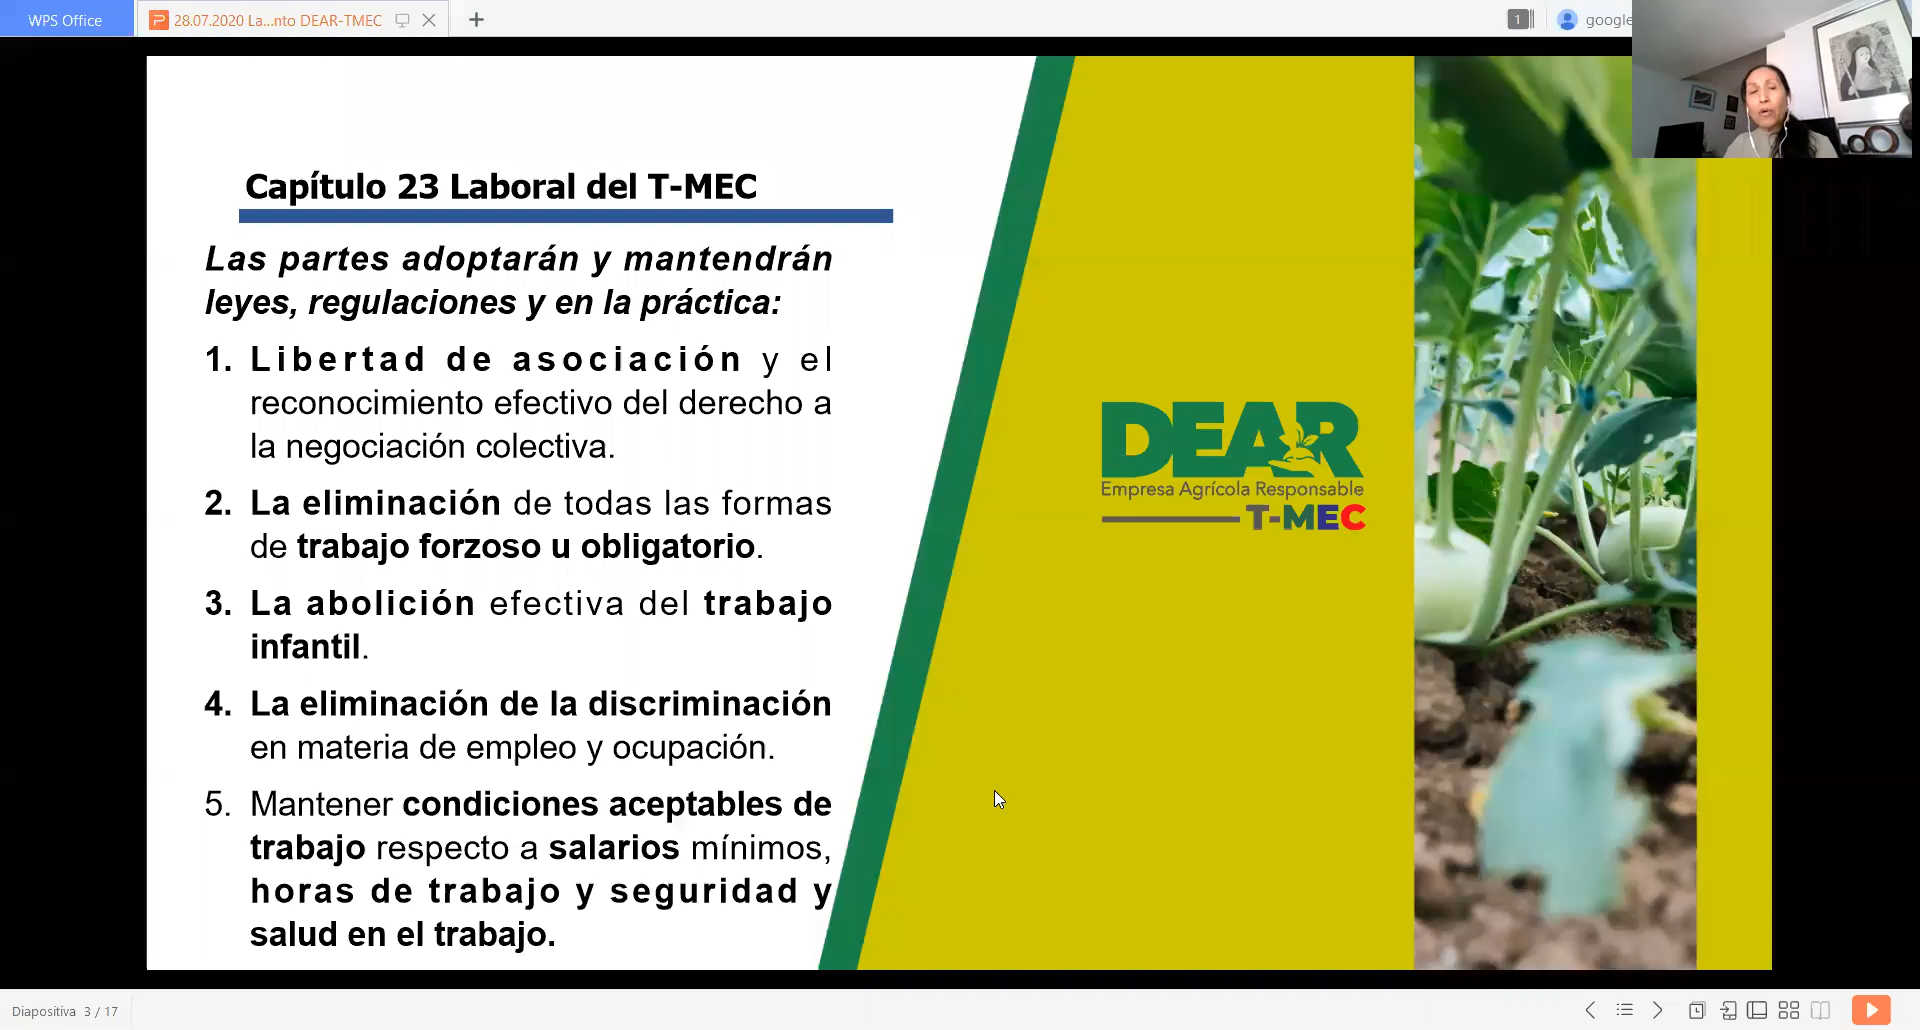 WPS Office
28.07.2020 La...nto DEAR-TMEC
1
google
Capítulo 23 Laboral del T-MEC
Las partes adoptarán y mantendrán
leyes, regulaciones y en la práctica:
1. Libertad de asociación y el
reconocimiento efectivo del derecho a
la negociación colectiva.
2. La eliminación de todas las formas
de trabajo forzoso u obligatorio.
3. La abolición efectiva del trabajo
infantil.
4. La eliminación de la discriminación
en materia de empleo y ocupación.
5. Mantener condiciones aceptables de
trabajo respecto a salarios mínimos,
horas de trabajo y seguridad y
salud en el trabajo.
DEAR
Empresa Agrícola Responsable
T-MEC
Diapositiva 3 / 17